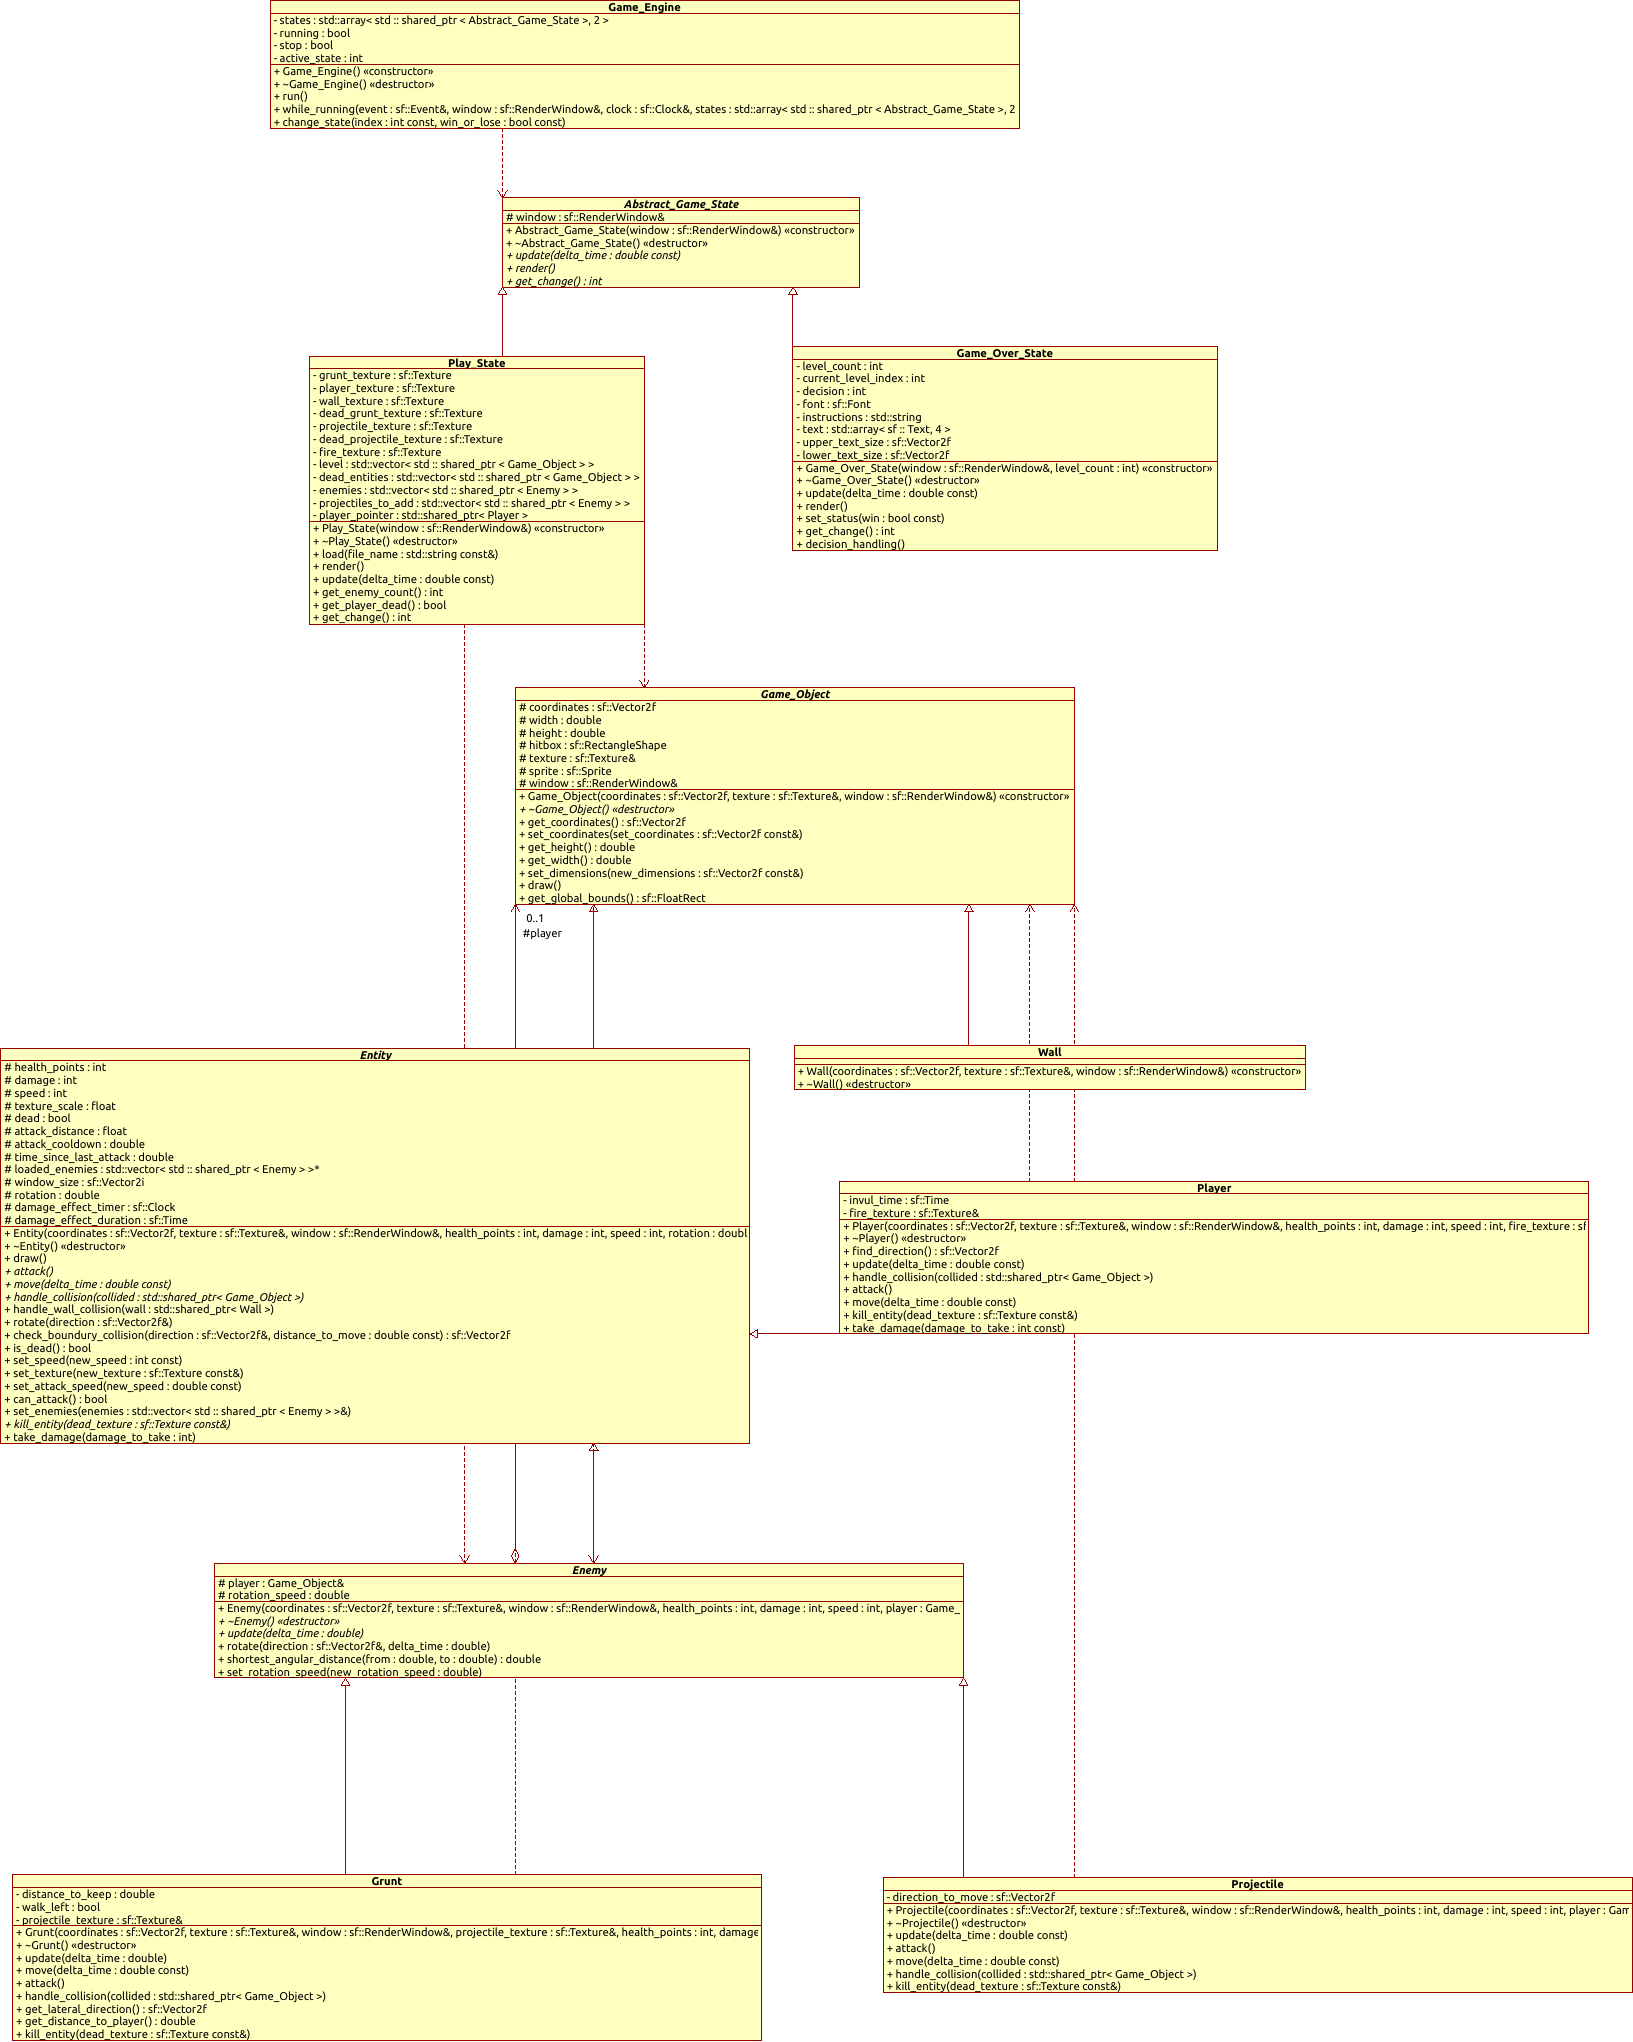 Game_Engine
- states : std::array< std :: shared_ptr < Abstract_Game_State >, 2 >
- running : bool
- stop : bool
- active_state : int
+ Game_Engine() «constructor»
+ ~Game_Engine() «destructor»
+ run()
+ while_running(event : sf::Event&, window : sf::RenderWindow&, clock : sf::Clock&, states : std::array< std :: shared_ptr < Abstract_Game_State >, 2
+ change_state(index : int const, win_or_lose : bool const)
Abstract_Game_State
# window : sf::RenderWindow&
+ Abstract_Game_State(window : sf::RenderWindow&) «constructor»
+ ~Abstract_Game_State() «destructor»
+ update(delta_time : double const)
+ render()
+ get_change() : int
Play_State
- grunt_texture : sf::Texture
- player_texture : sf::Texture
- wall_texture : sf::Texture
- dead_grunt_texture : sf::Texture
- projectile_texture : sf::Texture
- dead_projectile_texture : sf::Texture
- fire_texture : sf::Texture
- level : std::vector< std :: shared_ptr < Game_Object > >
- dead_entities : std::vector< std :: shared_ptr < Game_Object > >
- enemies : std::vector< std :: shared_ptr < Enemy > >
- projectiles_to_add : std::vector< std :: shared_ptr < Enemy > >
- player_pointer : std::shared_ptr< Player >
+ Play_State(window : sf::RenderWindow&) «constructor»
+ ~Play_State() «destructor»
+ load(file_name : std::string const&)
+ render()
+ update(delta_time : double const)
+ get_enemy_count() : int
+ get_player_dead() : bool
+ get_change() : int
Game_Over_State
- level_count : int
- current_level_index : int
- decision : int
- font : sf::Font
- instructions : std::string
- text : std::array< sf :: Text, 4 >
- upper_text_size : sf::Vector2f
- lower_text_size : sf::Vector2f
+ Game_Over_State(window : sf::RenderWindow&, level_count : int) «constructor»
+ ~Game_Over_State() «destructor»
+ update(delta_time : double const)
+ render()
+ set_status(win : bool const)
+ get_change() : int
+ decision_handling()
Game_Object
# coordinates : sf::Vector2f
# width : double
# height : double
# hitbox : sf::RectangleShape
# texture : sf::Texture&
# sprite : sf::Sprite
# window : sf::RenderWindow&
+ Game_Object(coordinates : sf::Vector2f, texture : sf::Texture&, window : sf::RenderWindow&) «constructor»
+ ~Game_Object() «destructor»
+ get_coordinates() : sf::Vector2f
+ set_coordinates(set_coordinates : sf::Vector2f const&)
+ get_height() : double
+ get_width() : double
+ set_dimensions(new_dimensions : sf::Vector2f const&)
+ draw()
+ get_global_bounds() : sf::FloatRect
0..1
#player
Entity
# health_points : int
# damage : int
# speed : int
# texture_scale : float
# dead : bool
# attack_distance : float
# attack_cooldown : double
# time_since_last_attack : double
# loaded_enemies : std::vector< std :: shared_ptr < Enemy > >*
# window_size : sf::Vector2i
# rotation : double
# damage_effect_timer : sf::Clock
# damage_effect_duration : sf::Time
+ Entity(coordinates : sf::Vector2f, texture : sf::Texture&, window : sf::RenderWindow&, health_points : int, damage : int, speed : int, rotation : doubl
+ ~Entity() «destructor»
+ draw()
+ attack()
+ move(delta_time : double const)
+ handle_collision(collided : std::shared_ptr< Game_Object >)
+ handle_wall_collision(wall : std::shared_ptr< Wall >)
+ rotate(direction : sf::Vector2f&)
+ check_boundury_collision(direction : sf::Vector2f&, distance_to_move : double const) : sf::Vector2f
+ is_dead() : bool
+ set_speed(new_speed : int const)
+ set_texture(new_texture : sf::Texture const&)
+ set_attack_speed(new_speed : double const)
+ can_attack() : bool
+ set_enemies(enemies : std::vector< std :: shared_ptr < Enemy > >&)
+ kill_entity(dead_texture : sf::Texture const&)
+ take_damage(damage_to_take : int)
Wall
+ Wall(coordinates : sf::Vector2f, texture : sf::Texture&, window : sf::RenderWindow&) «constructor»
+ ~Wall() «destructor»
Player
- invul_time : sf::Time
- fire_texture : sf::Texture&
+ Player(coordinates : sf::Vector2f, texture : sf::Texture&, window : sf::RenderWindow&, health_points : int, damage : int, speed : int, fire_texture : sf
+ ~Player() «destructor»
+ find_direction() : sf::Vector2f
+ update(delta_time : double const)
+ handle_collision(collided : std::shared_ptr< Game_Object >)
+ attack()
+ move(delta_time : double const)
+ kill_entity(dead_texture : sf::Texture const&)
+ take_damage(damage_to_take : int const)
Enemy
# player : Game_Object&
# rotation_speed : double
+ Enemy(coordinates : sf::Vector2f, texture : sf::Texture&, window : sf::RenderWindow&, health_points : int, damage : int, speed : int, player : Game_
+ ~Enemy() «destructor»
+ update(delta_time : double)
+ rotate(direction : sf::Vector2f&, delta_time : double)
+ shortest_angular_distance(from : double, to : double) : double
+ set_rotation_speed(new_rotation_speed : double)
Grunt
- distance_to_keep : double
- walk_left : bool
- projectile_texture : sf::Texture&
+ Grunt(coordinates : sf::Vector2f, texture : sf::Texture&, window : sf::RenderWindow&, projectile_texture : sf::Texture&, health_points : int, damage
+ ~Grunt() «destructor»
+ update(delta_time : double)
+ move(delta_time : double const)
+ attack()
+ handle_collision(collided : std::shared_ptr< Game_Object >)
+ get_lateral_direction() : sf::Vector2f
+ get_distance_to_player() : double
+ kill_entity(dead_texture : sf::Texture const&)
Projectile
- direction_to_move : sf::Vector2f
+ Projectile(coordinates : sf::Vector2f, texture : sf::Texture&, window : sf::RenderWindow&, health_points : int, damage : int, speed : int, player : Gam
+ ~Projectile() «destructor»
+ update(delta_time : double const)
+ attack()
+ move(delta_time : double const)
+ handle_collision(collided : std::shared_ptr< Game_Object >)
+ kill_entity(dead_texture : sf::Texture const&)